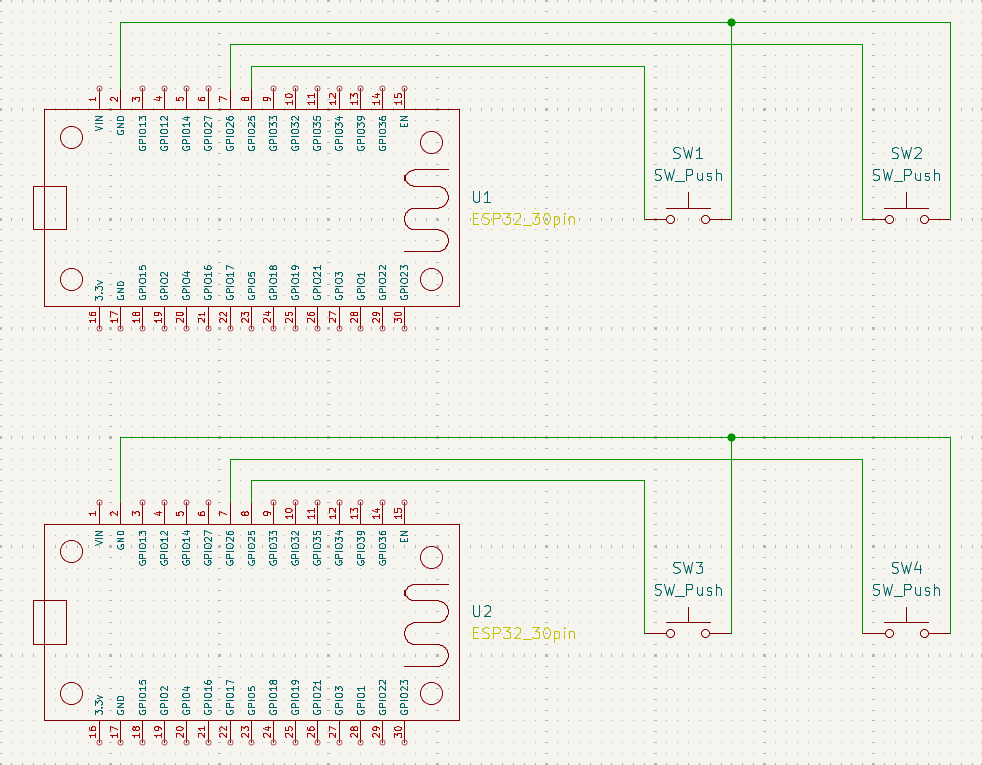 1 2 3 4 5 6 7 8 9 10 11 12 13 14 15
VIN GND GPIO13 GPIO12 GPIO14 GPIO27 GPIO26 GPIO25 GPIO33 GPIO32 GPIO35 GPIO34 GPIO39 GPIO36 EN
SW1
SW_Push
SW2
SW_Push
U1
ESP32_30pin
3.3v GND GPIO15 GPIO2 GPIO4 GPIO16 GPIO17 GPIO5 GPIO18 GPIO19 GPIO21 GPIO3 GPIO1 GPIO22 GPIO23
16 17 18 19 20 21 22 23 24 25 26 27 28 29 30
1 2 3 4 5 6 7 8 9 10 11 12 13 14 15
VIN GND GPIO13 GPIO12 GPIO14 GPIO27 GPIO26 GPIO25 GPIO33 GPIO32 GPIO35 GPIO34 GPIO39 GPIO36 EN
SW3
SW_Push
SW4
SW_Push
U2
ESP32_30pin
3.3v GND GPIO15 GPIO2 GPIO4 GPIO16 GPIO17 GPIO5 GPIO18 GPIO19 GPIO21 GPIO3 GPIO1 GPIO22 GPIO23
16 17 18 19 20 21 22 23 24 25 26 27 28 29 30